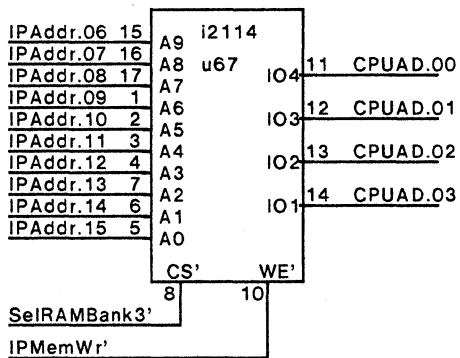 IPAddr.06 15 A9 i2114
IPAddr.07 16 A8 u67 IO4 11 CPUAD.00
IPAddr.08 17 A7
IPAddr.09 1 A6 IO3 12 CPUAD.01
IPAddr.10 2 A5
IPAddr.11 3 A4 IO2 13 CPUAD.02
IPAddr.12 4 A3
IPAddr.13 7 A2 IO1 14 CPUAD.03
IPAddr.14 6 A1
IPAddr.15 5 A0
CS' WE'
8 10
SelRAMBank3'
IPMemWr'